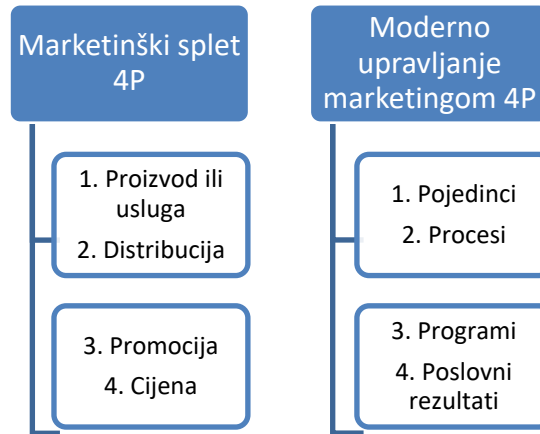 Marketinški splet
4P
1. Proizvod ili
usluga
2. Distribucija
3. Promocija
4. Cijena
Moderno
upravljanje
marketingom 4P
1. Pojedinci
2. Procesi
3. Programi
4. Poslovni
rezultati